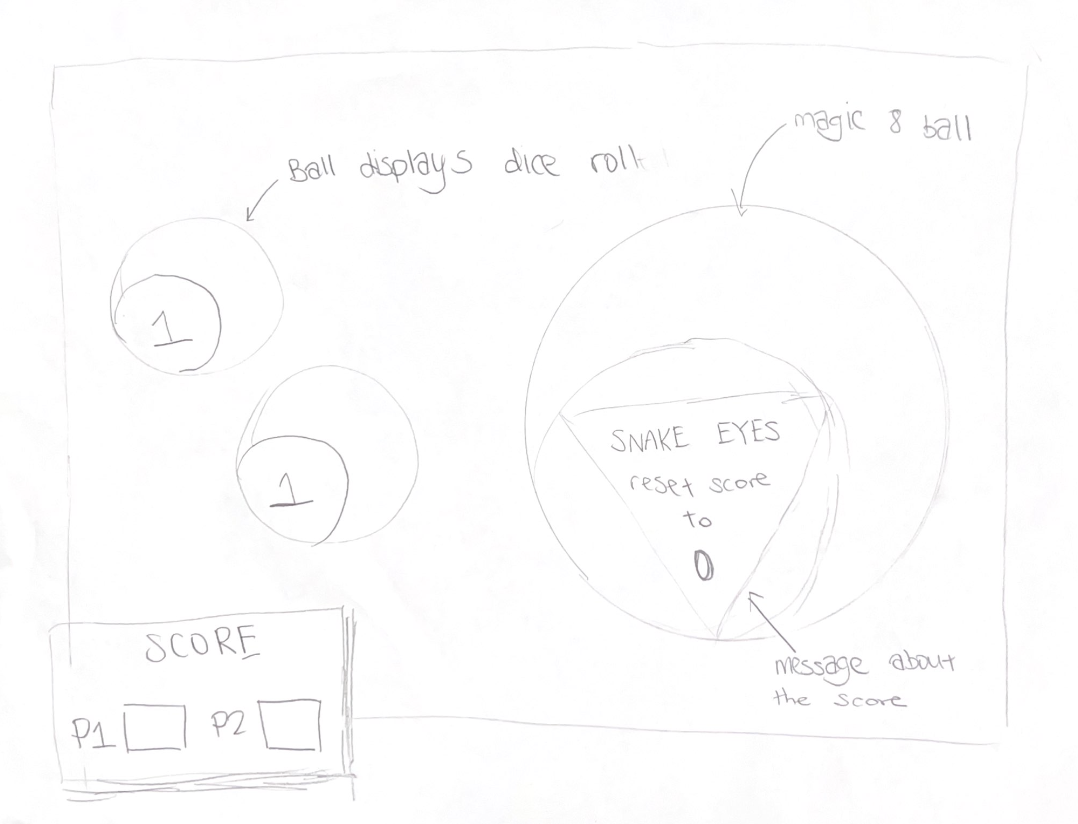 magic 8 ball
Ball displays dice roll
1
1
SNAKE EYES
reset score
to
0
SCORE
P1 P2
message about
the score